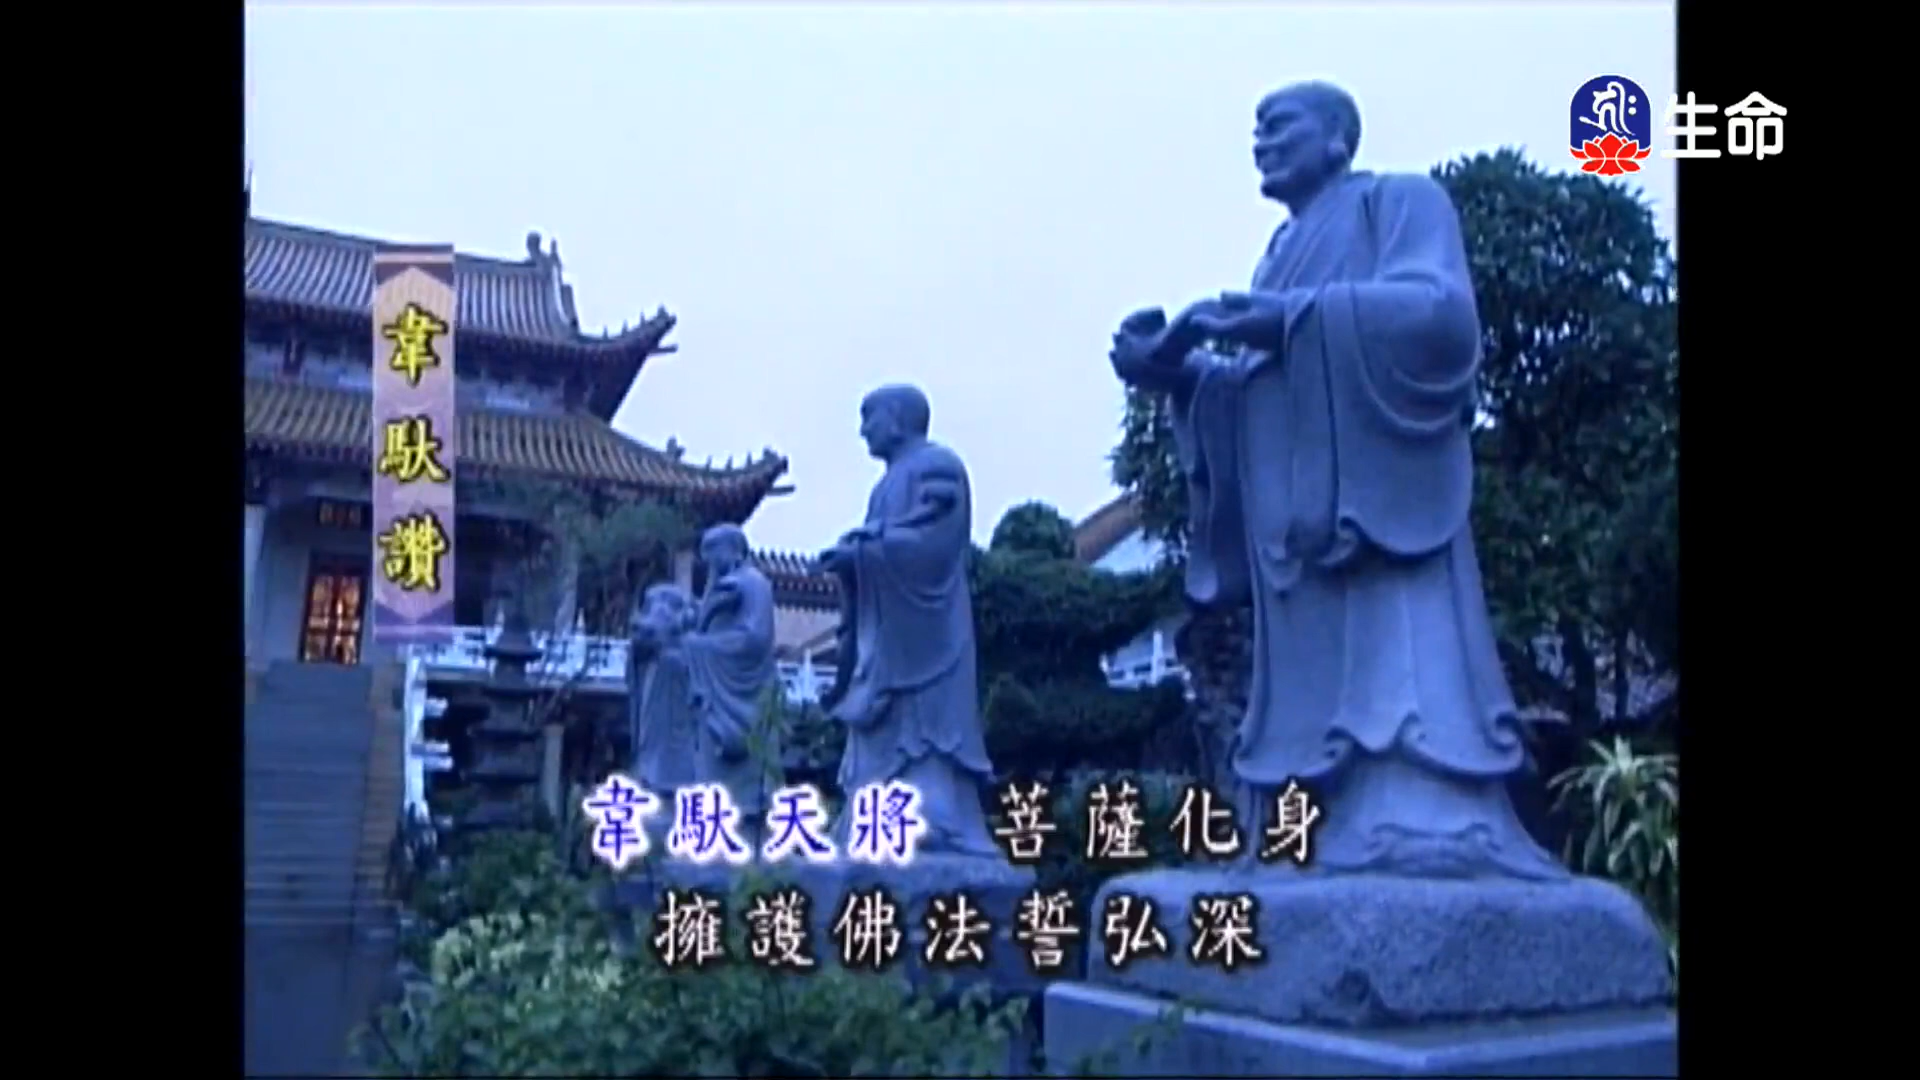 生命
韋馱讚
韋馱天將 菩薩化身
擁護佛法誓弘深